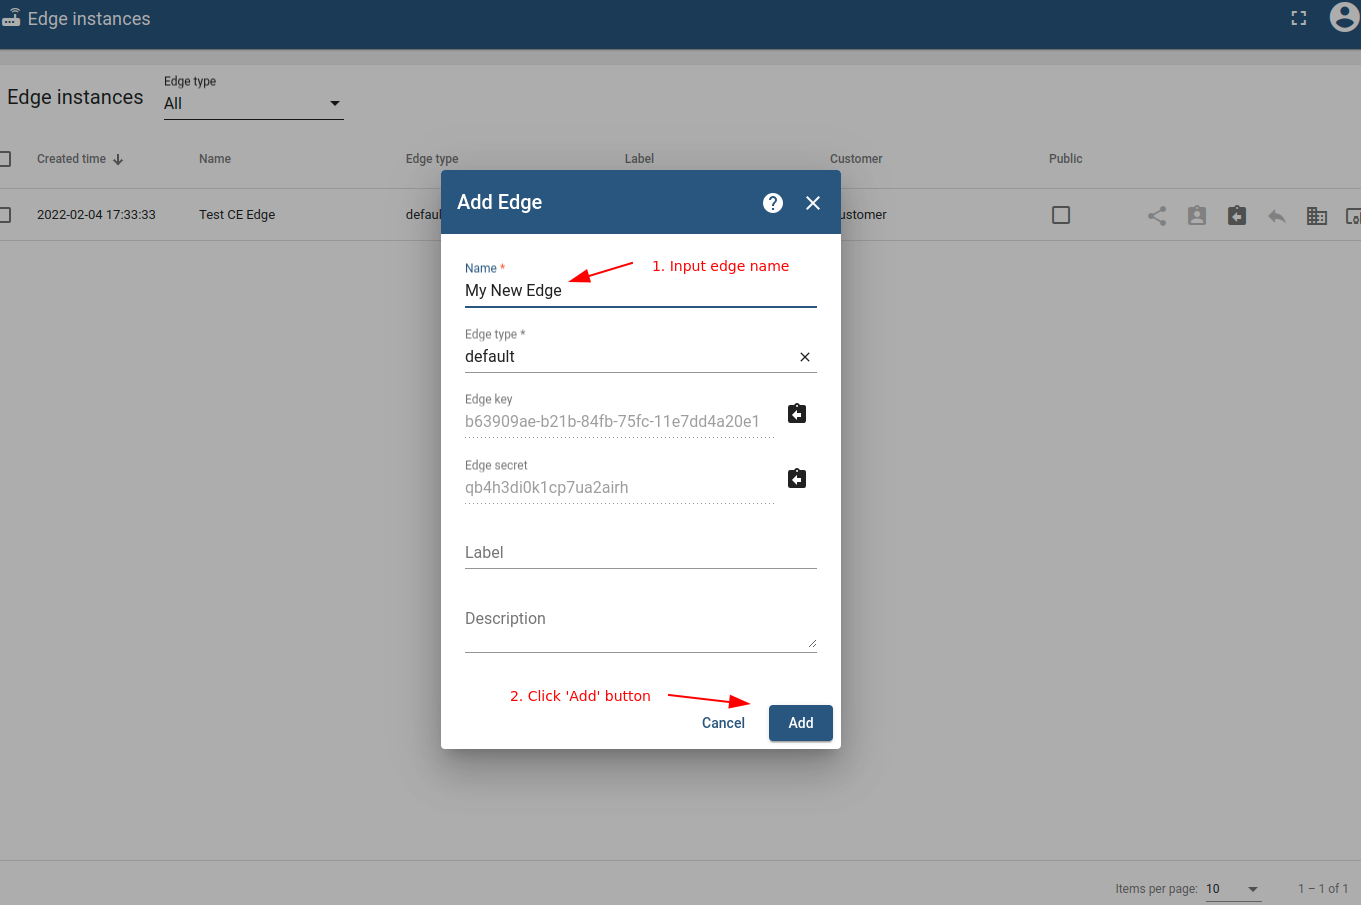 Edge instances
Edge instances
Edge type
All
Created time
Name
Edge type
Label
Customer
Public
2022-02-04 17:33:33
Test CE Edge
defaul
ustomer
Add Edge
?
Name *
1. Input edge name
My New Edge
Edge type *
default
Edge key
b63909ae-b21b-84fb-75fc-11e7dd4a20e1
Edge secret
qb4h3di0k1cp7ua2airh
Label
Description
2. Click 'Add' button
Cancel
Add
Items per page:
10
1 – 1 of 1